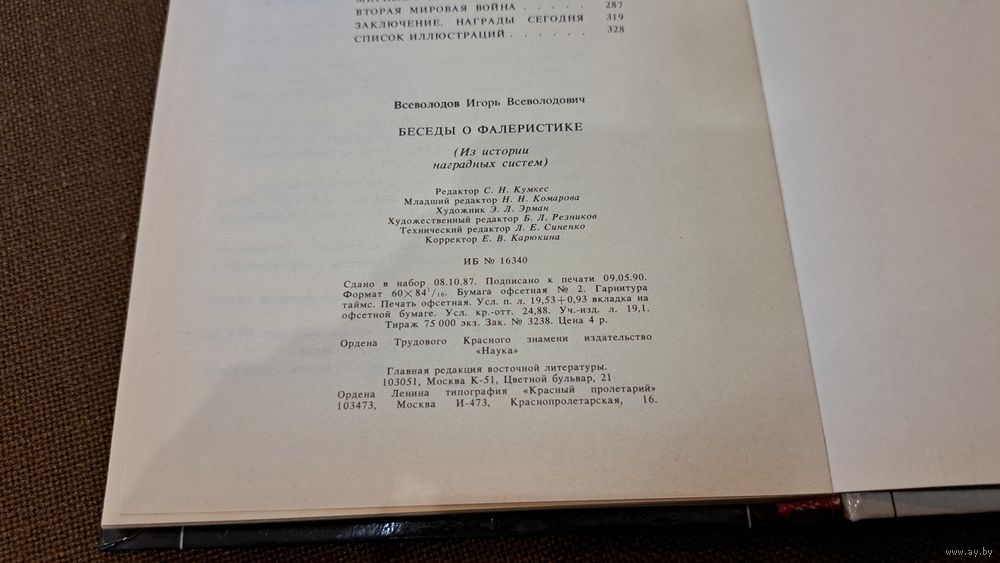 ВТОРАЯ МИРОВАЯ ВОЙНА . . . . . 287
ЗАКЛЮЧЕНИЕ. НАГРАДЫ СЕГОДНЯ 319
СПИСОК ИЛЛЮСТРАЦИЙ . . . . . . 328
Всеволодов Игорь Всеволодович
БЕСЕДЫ О ФАЛЕРИСТИКЕ
(Из истории
наградных систем)
Редактор С. Н. Кумкес
Младший редактор Н. Н. Комарова
Художник Э. Л. Эрман
Художественный редактор Б. Л. Резников
Технический редактор Л. Е. Синенко
Корректор Е. В. Карюкина
ИБ № 16340
Сдано в набор 08.10.87. Подписано к печати 09.05.90.
Формат 60×84¹/₁₆. Бумага офсетная № 2. Гарнитура
таймс. Печать офсетная. Усл. п. л. 19,53+0,93 вкладка на
офсетной бумаге. Усл. кр.-отт. 24,88. Уч.-изд. л. 19,1.
Тираж 75 000 экз. Зак. № 3238. Цена 4 р.
Ордена Трудового Красного знамени издательство
«Наука»
Главная редакция восточной литературы.
103051, Москва К-51, Цветной бульвар, 21
Ордена Ленина типография «Красный пролетарий»
103473, Москва И-473, Краснопролетарская, 16.
www.ay.by